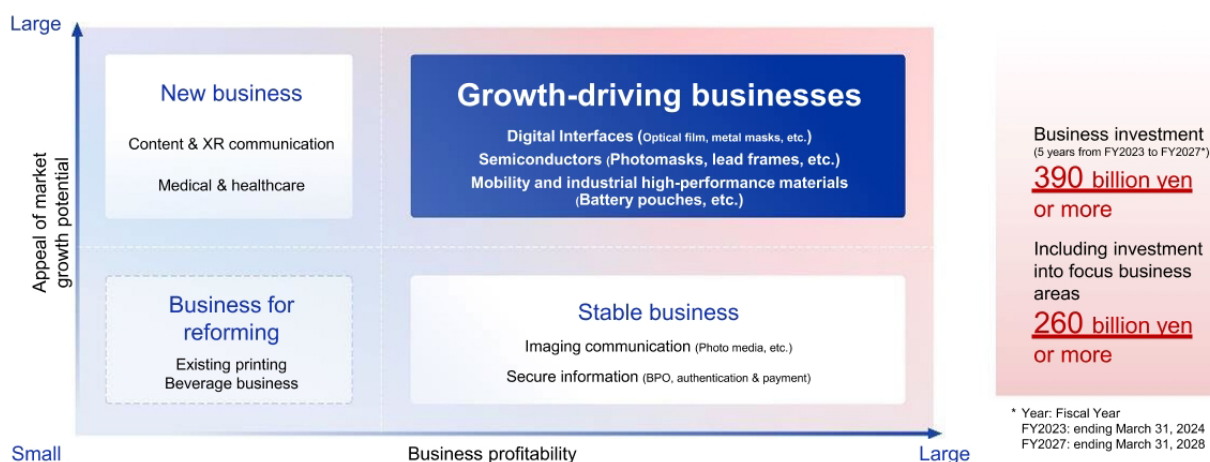 Large
Appeal of market
growth potential
New business
Content & XR communication
Medical & healthcare
Growth-driving businesses
Digital Interfaces (Optical film, metal masks, etc.)
Semiconductors (Photomasks, lead frames, etc.)
Mobility and industrial high-performance materials
(Battery pouches, etc.)
Business for
reforming
Existing printing
Beverage business
Stable business
Imaging communication (Photo media, etc.)
Secure information (BPO, authentication & payment)
Small
Business profitability
Large
Business investment
(5 years from FY2023 to FY2027*)
390 billion yen
or more
Including investment
into focus business
areas
260 billion yen
or more
* Year: Fiscal Year
FY2023: ending March 31, 2024
FY2027: ending March 31, 2028